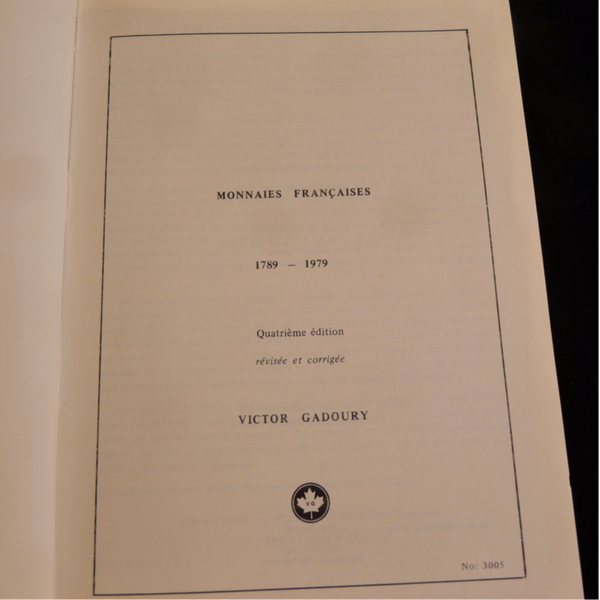 MONNAIES FRANÇAISES
1789 – 1979
Quatrième édition
révisée et corrigée
VICTOR GADOURY
VG
No: 3005